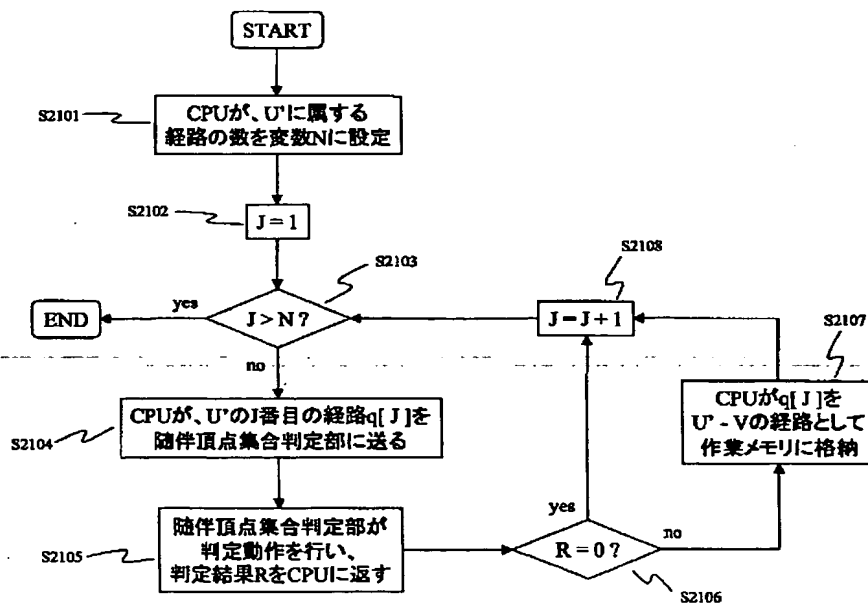 START
S2101
CPUが、U'に属する
経路の数を変数Nに設定
S2102
J = 1
S2103
yes
END
J > N ?
no
S2104
CPUが、U'のJ番目の経路q[ J ]を
随伴頂点集合判定部に送る
S2105
随伴頂点集合判定部が
判定動作を行い、
判定結果RをCPUに返す
yes
R = 0 ?
no
S2106
S2107
CPUがq[ J ]を
U' - Vの経路として
作業メモリに格納
S2108
J = J + 1